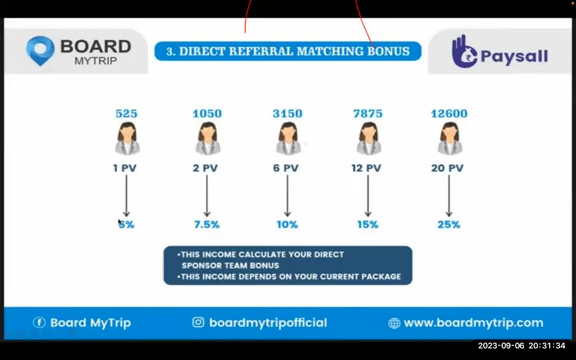 BOARD
MYTRIP
3. DIRECT REFERRAL MATCHING BONUS
Paysall
525 1050 3150 7875 12600
1 PV 2 PV 6 PV 12 PV 20 PV
5% 7.5% 10% 15% 25%
•THIS INCOME CALCULATE YOUR DIRECT
SPONSOR TEAM BONUS
•THIS INCOME DEPENDS ON YOUR CURRENT PACKAGE
Board MyTrip boardmytripofficial www.boardmytrip.com
2023-09-06 20:31:34